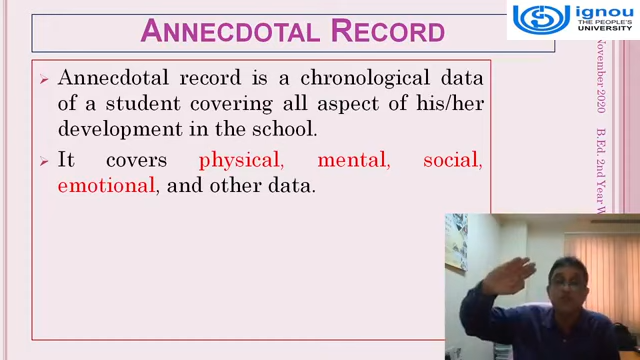 ANNECDOTAL RECORD
ignou
THE PEOPLE'S
UNIVERSITY
Annecdotal record is a chronological data
of a student covering all aspect of his/her
development in the school.
It covers physical, mental, social,
emotional, and other data.
November 2020 B.Ed. 2nd Year W